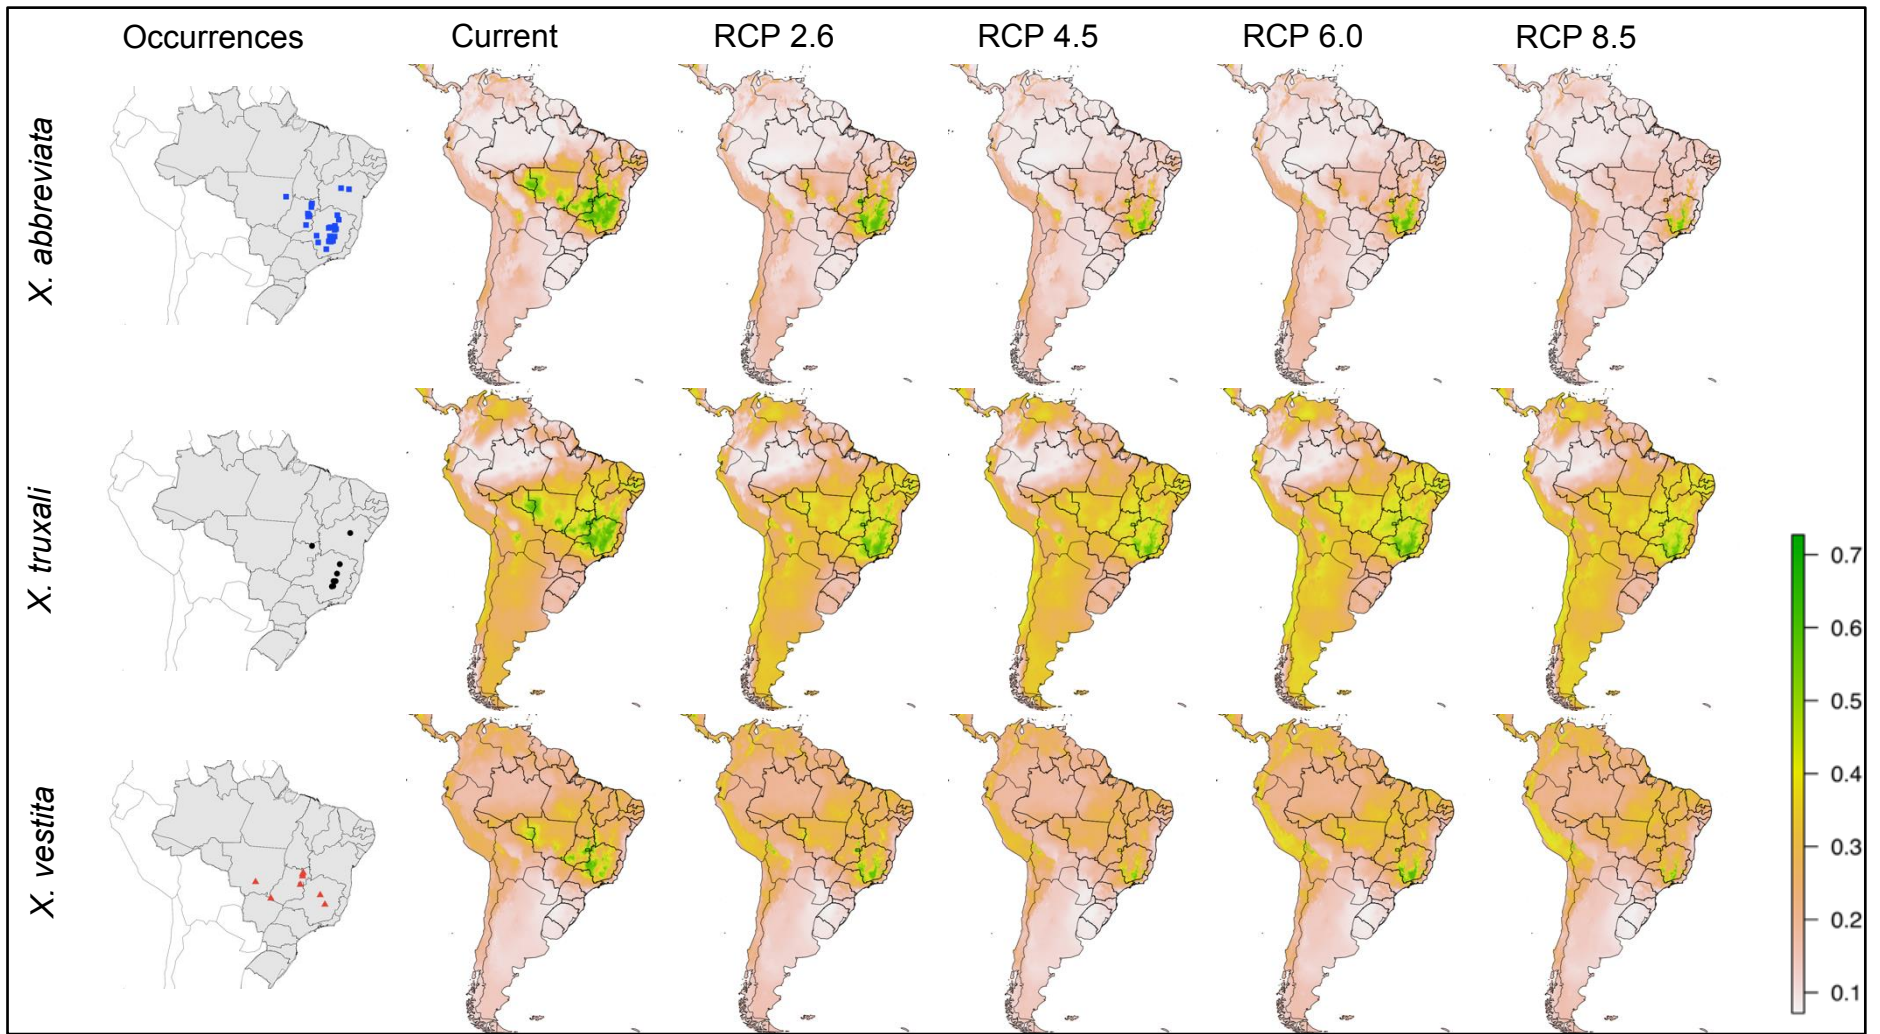 Occurrences Current RCP 2.6 RCP 4.5 RCP 6.0 RCP 8.5
X. abbreviata
X. truxali
X. vestita
0.7
0.6
0.5
0.4
0.3
0.2
0.1